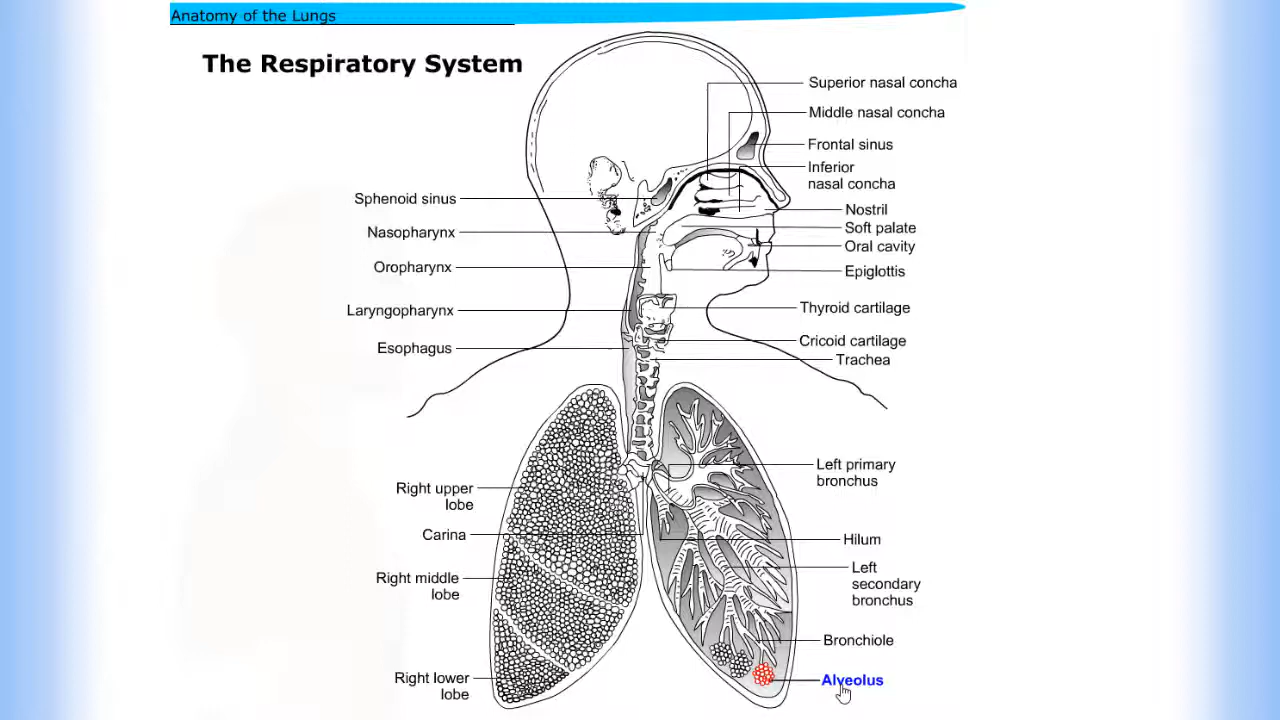 Anatomy of the Lungs
The Respiratory System
Superior nasal concha
Middle nasal concha
Frontal sinus
Inferior
nasal concha
Nostril
Soft palate
Oral cavity
Epiglottis
Thyroid cartilage
Cricoid cartilage
Trachea
Left primary
bronchus
Hilum
Left
secondary
bronchus
Bronchiole
Alveolus
Sphenoid sinus
Nasopharynx
Oropharynx
Laryngopharynx
Esophagus
Right upper
lobe
Carina
Right middle
lobe
Right lower
lobe